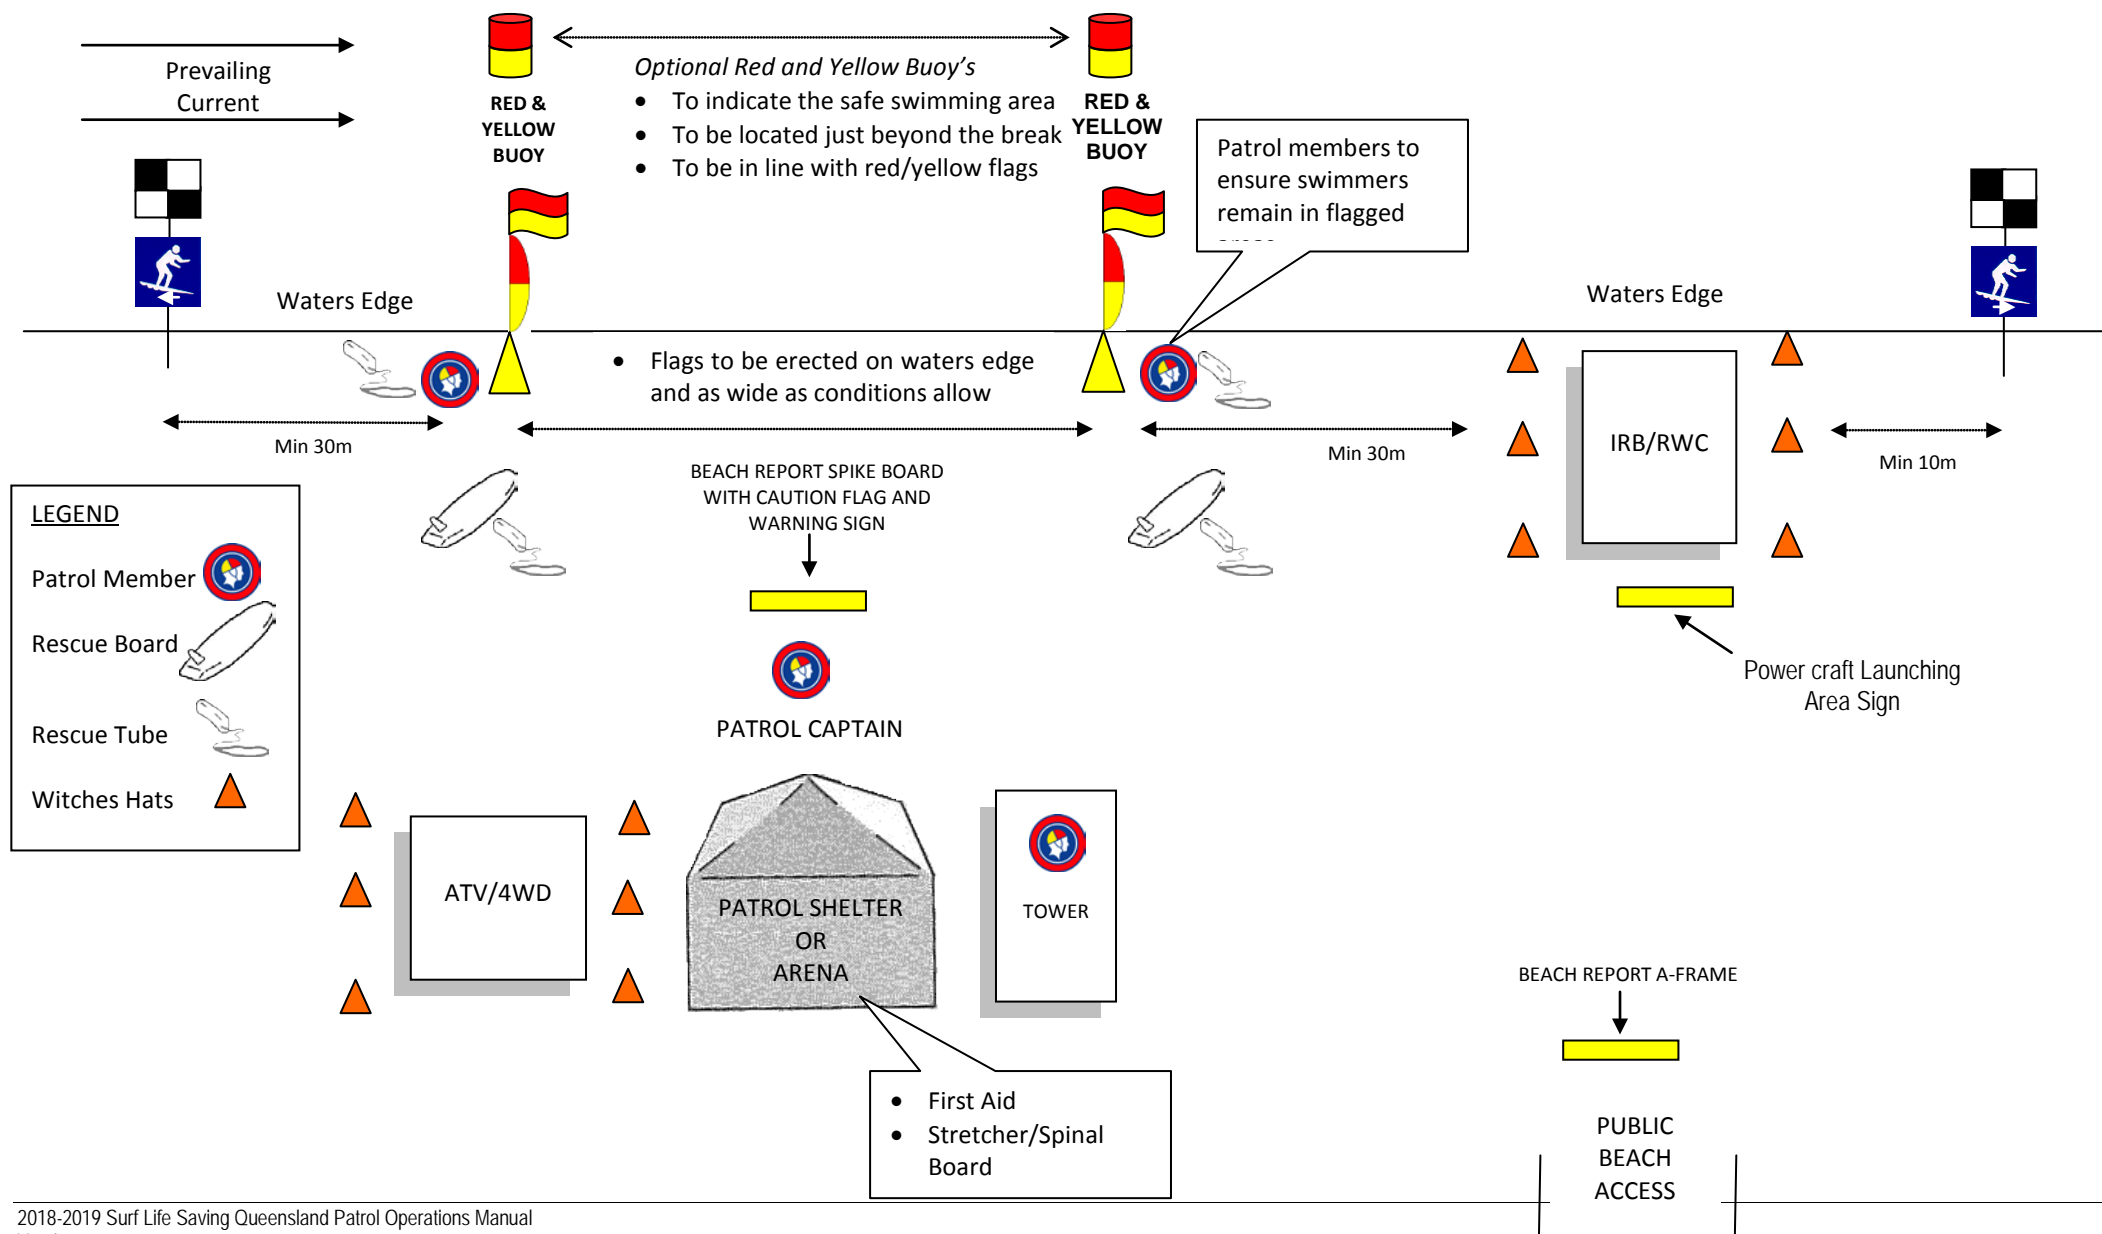 Prevailing
Current
Optional Red and Yellow Buoy's
• To indicate the safe swimming area
• To be located just beyond the break
• To be in line with red/yellow flags
RED &
YELLOW
BUOY
RED &
YELLOW
BUOY
Patrol members to
ensure swimmers
remain in flagged
Waters Edge
Waters Edge
• Flags to be erected on waters edge
and as wide as conditions allow
Min 30m
Min 30m
IRB/RWC
Min 10m
BEACH REPORT SPIKE BOARD
WITH CAUTION FLAG AND
WARNING SIGN
LEGEND
Patrol Member
Rescue Board
Rescue Tube
Witches Hats
PATROL CAPTAIN
Power craft Launching
Area Sign
ATV/4WD
PATROL SHELTER
OR
ARENA
TOWER
BEACH REPORT A-FRAME
• First Aid
• Stretcher/Spinal
Board
PUBLIC
BEACH
ACCESS
2018-2019 Surf Life Saving Queensland Patrol Operations Manual